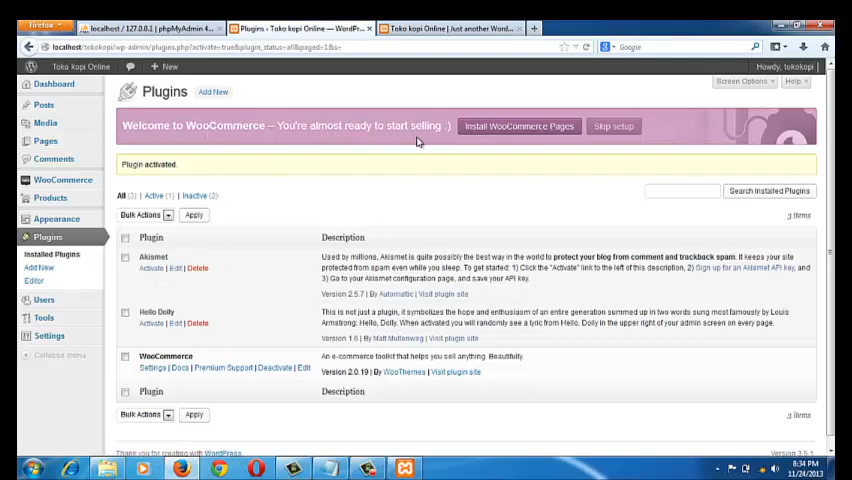 Firefox
localhost / 127.0.0.1 | phpMyAdmin 4...
Plugins ‹ Toko kopi Online — WordPr...
Toko kopi Online | Just another Word...
localhost/tokokopi/wp-admin/plugins.php?activate=true&plugin_status=all&paged=1&s=
Google
Toko kopi Online
+ New
Howdy, tokokopi
Screen Options
Help
Dashboard
Posts
Media
Pages
Comments
WooCommerce
Products
Appearance
Plugins
Installed Plugins
Add New
Editor
Users
Tools
Settings
Collapse menu
Plugins Add New
Welcome to WooCommerce – You're almost ready to start selling :) Install WooCommerce Pages Skip setup
Plugin activated.
All (3) | Active (1) | Inactive (2)
Search Installed Plugins
Bulk Actions Apply 3 items
Plugin Description
Akismet
Activate | Edit | Delete
Used by millions, Akismet is quite possibly the best way in the world to protect your blog from comment and trackback spam. It keeps your site
protected from spam even while you sleep. To get started: 1) Click the "Activate" link to the left of this description, 2) Sign up for an Akismet API key, and
3) Go to your Akismet configuration page, and save your API key.
Version 2.5.7 | By Automattic | Visit plugin site
Hello Dolly
Activate | Edit | Delete
This is not just a plugin, it symbolizes the hope and enthusiasm of an entire generation summed up in two words sung most famously by Louis
Armstrong: Hello, Dolly. When activated you will randomly see a lyric from Hello, Dolly in the upper right of your admin screen on every page.
Version 1.6 | By Matt Mullenweg | Visit plugin site
WooCommerce
Settings | Docs | Premium Support | Deactivate | Edit
An e-commerce toolkit that helps you sell anything. Beautifully.
Version 2.0.19 | By WooThemes | Visit plugin site
Plugin Description
Bulk Actions Apply 3 items
Thank you for creating with WordPress.
Version 3.5.1
8:34 PM
11/24/2013